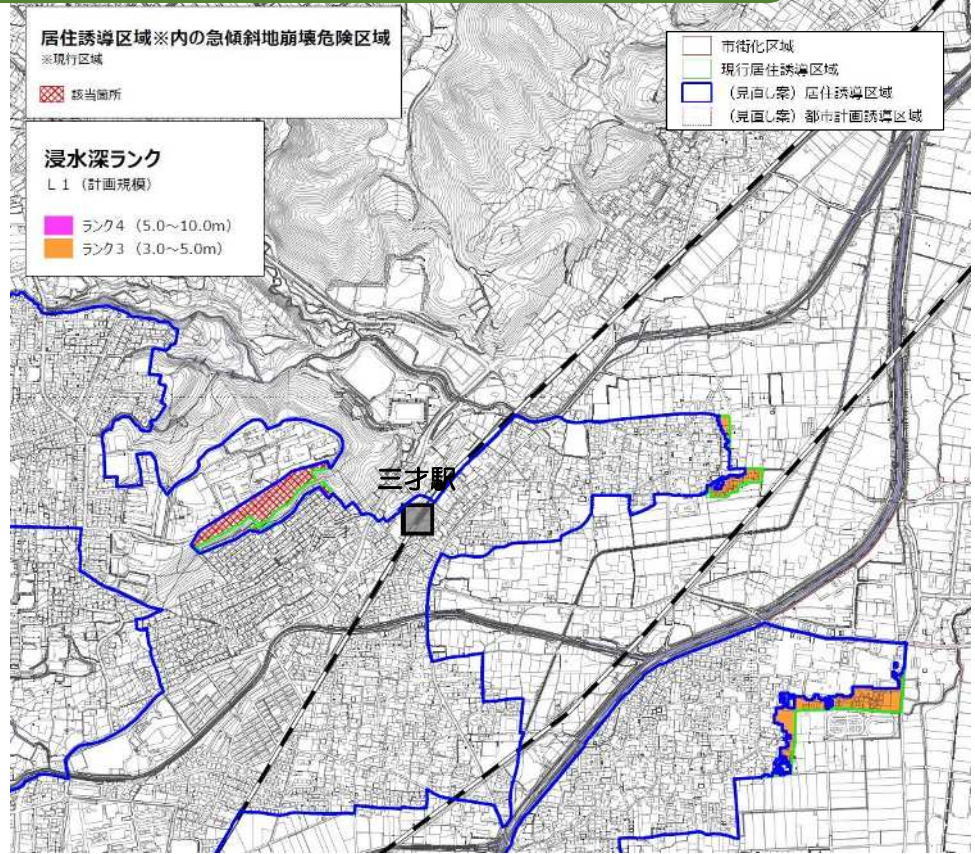 居住誘導区域※内の急傾斜地崩壊危険区域
※現行区域
該当箇所
浸水深ランク
L1(計画規模)
ランク4(5.0~10.0m)
ランク3(3.0~5.0m)
市街化区域
現行居住誘導区域
(見直し案)居住誘導区域
(見直し案)都市計画誘導区域
三才駅